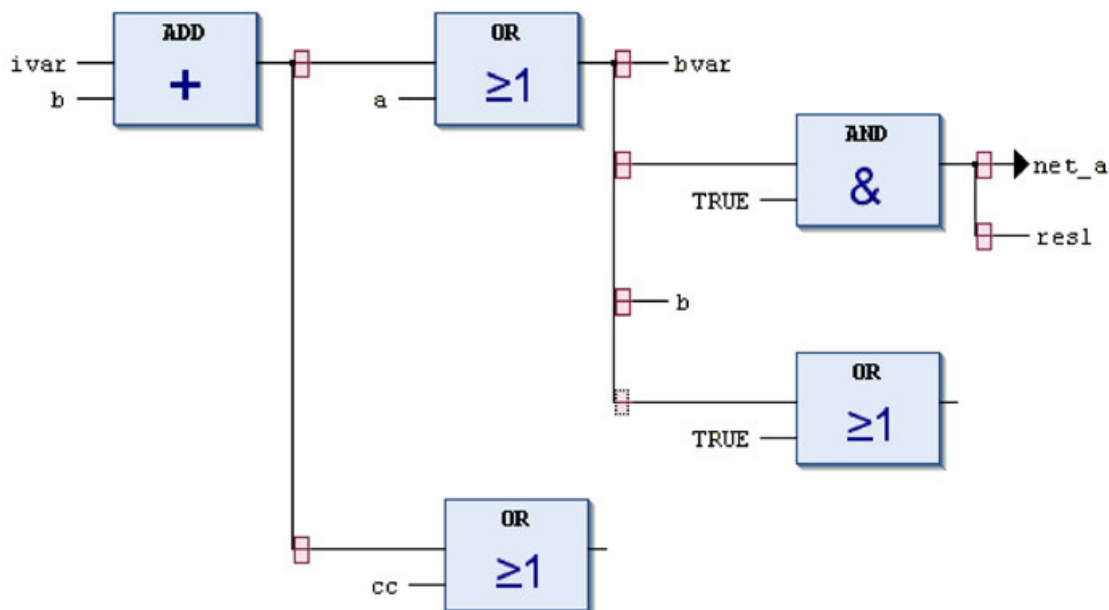 ADD
ivar
+
b
OR
≥1
a
bvar
AND
&
TRUE
net_a
resl
b
OR
≥1
TRUE
OR
≥1
cc